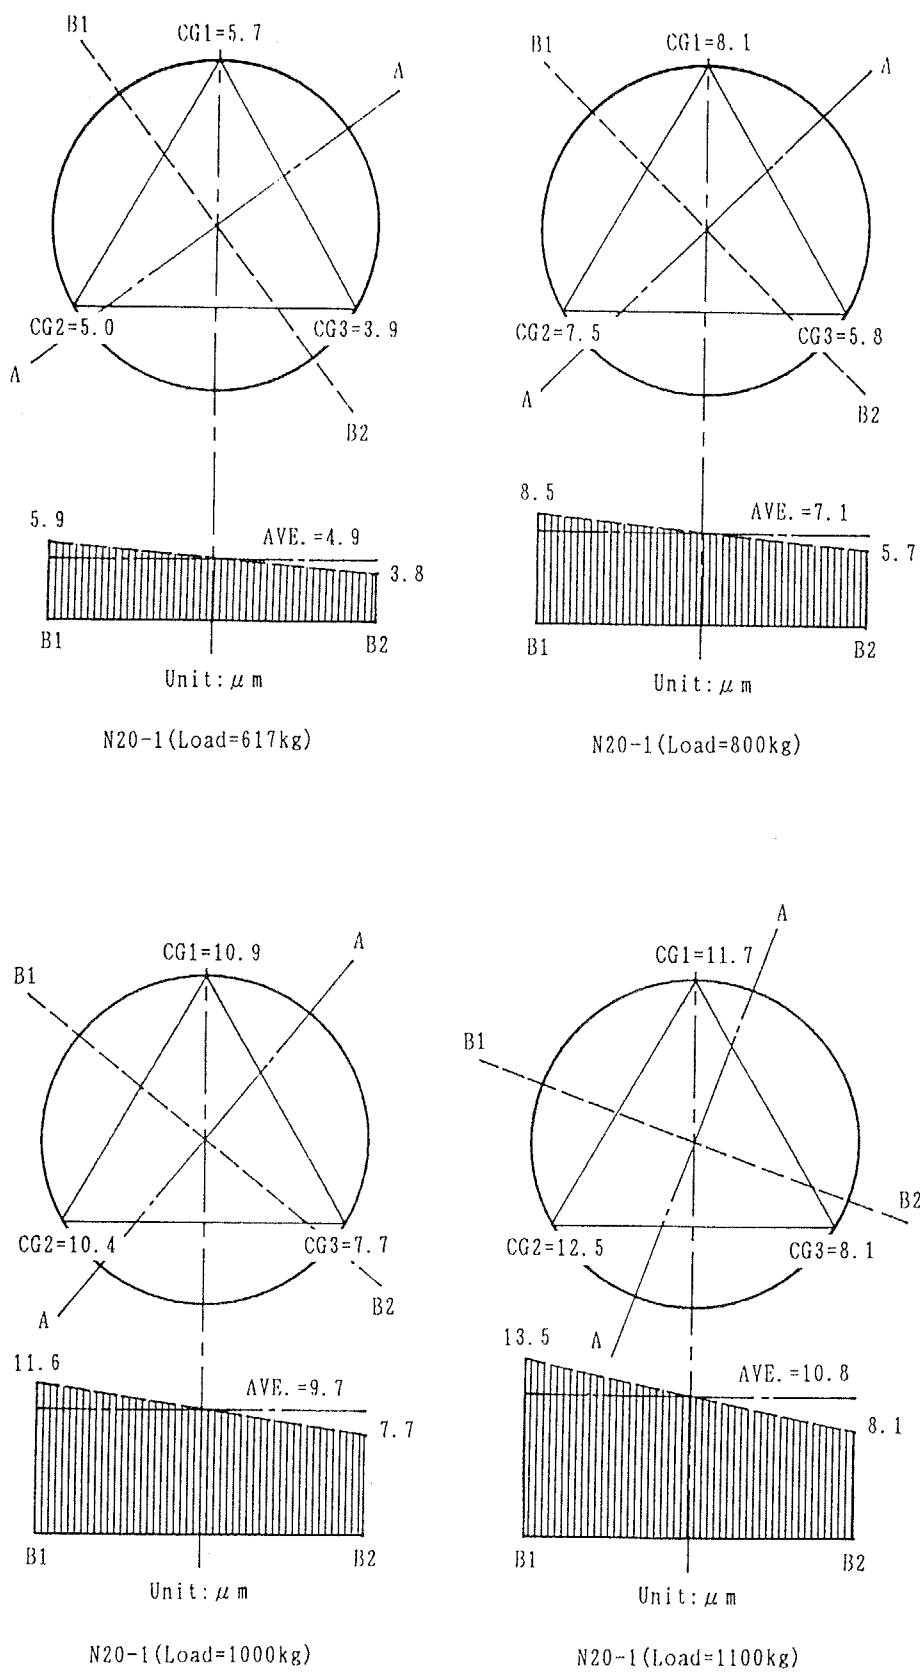 B1
CG1=5.7
A
CG2=5.0
CG3=3.9
A
B2
5.9
AVE.=4.9
3.8
B1
B2
Unit:μm
N20-1(Load=617kg)
B1
CG1=8.1
A
CG2=7.5
CG3=5.8
A
B2
8.5
AVE.=7.1
5.7
B1
B2
Unit:μm
N20-1(Load=800kg)
B1
CG1=10.9
A
CG2=10.4
CG3=7.7
A
B2
11.6
AVE.=9.7
7.7
B1
B2
Unit:μm
N20-1(Load=1000kg)
A
CG1=11.7
B1
B2
CG2=12.5
CG3=8.1
A
13.5
AVE.=10.8
8.1
B1
B2
Unit:μm
N20-1(Load=1100kg)